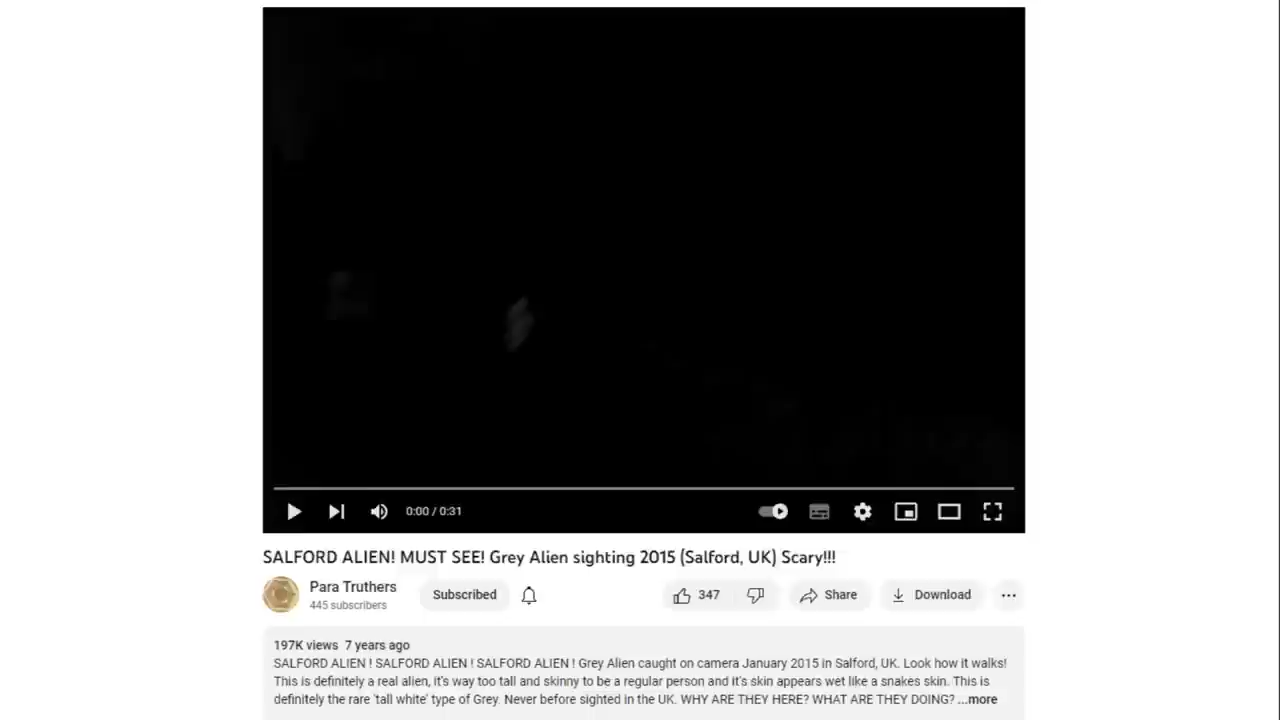 0:00 / 0:31
SALFORD ALIEN! MUST SEE! Grey Alien sighting 2015 (Salford, UK) Scary!!!
Para Truthers
445 subscribers
Subscribed
347
Share
Download
197K views 7 years ago
SALFORD ALIEN ! SALFORD ALIEN ! SALFORD ALIEN ! Grey Alien caught on camera January 2015 in Salford, UK. Look how it walks!
This is definitely a real alien, it's way too tall and skinny to be a regular person and it's skin appears wet like a snakes skin. This is
definitely the rare 'tall white' type of Grey. Never before sighted in the UK. WHY ARE THEY HERE? WHAT ARE THEY DOING? ...more